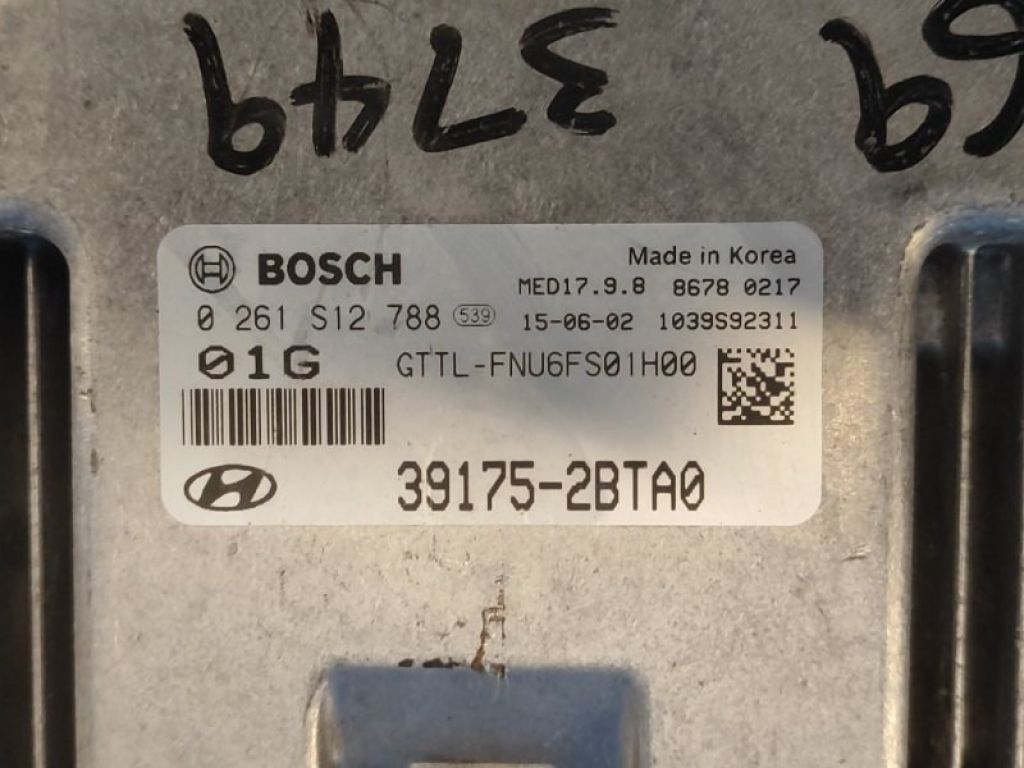 69 3749
BOSCH
Made in Korea
MED17.9.8 8678 0217
0 261 S12 788 539 15-06-02 1039S92311
01G GTTL-FNU6FS01H00
39175-2BTA0